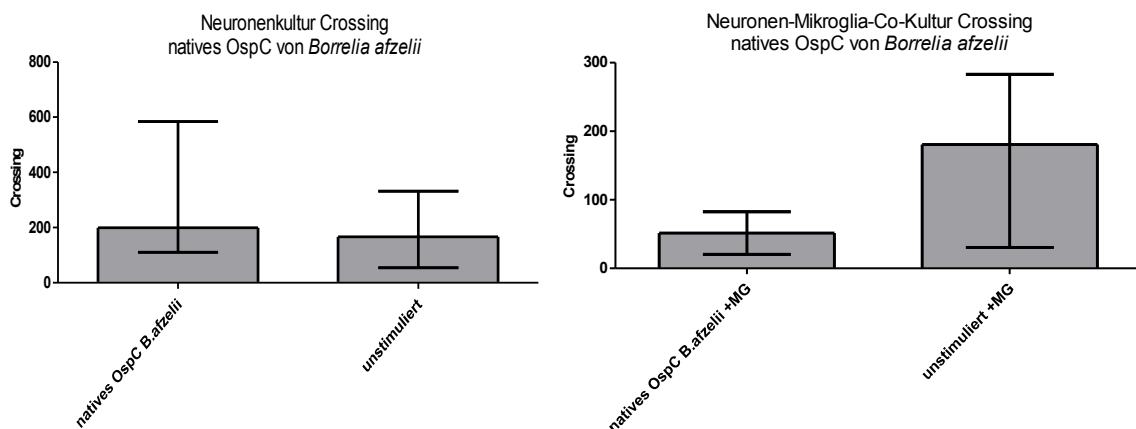 Neuronenkultur Crossing
natives OspC von Borrelia afzelii
800
600
400
200
0
Crossing
natives OspC B.afzelii
unstimuliert
Neuronen-Mikroglia-Co-Kultur Crossing
natives OspC von Borrelia afzelii
300
200
100
0
Crossing
natives OspC B.afzelii +MG
unstimuliert +MG